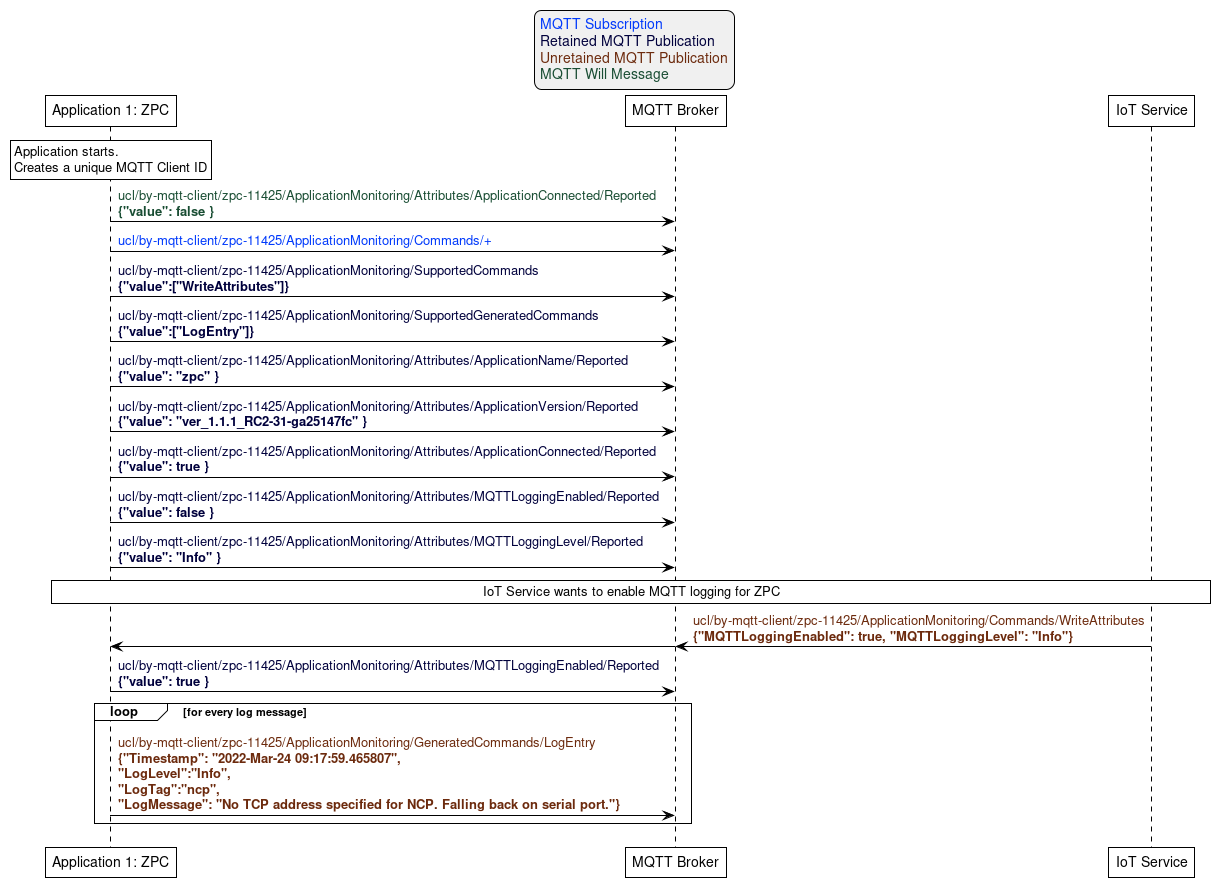 MQTT Subscription
Retained MQTT Publication
Unretained MQTT Publication
MQTT Will Message
Application 1: ZPC
MQTT Broker
IoT Service
Application starts.
Creates a unique MQTT Client ID
ucl/by-mqtt-client/zpc-11425/ApplicationMonitoring/Attributes/ApplicationConnected/Reported
{"value": false }
ucl/by-mqtt-client/zpc-11425/ApplicationMonitoring/Commands/+
ucl/by-mqtt-client/zpc-11425/ApplicationMonitoring/SupportedCommands
{"value":["WriteAttributes"]}
ucl/by-mqtt-client/zpc-11425/ApplicationMonitoring/SupportedGeneratedCommands
{"value":["LogEntry"]}
ucl/by-mqtt-client/zpc-11425/ApplicationMonitoring/Attributes/ApplicationName/Reported
{"value": "zpc" }
ucl/by-mqtt-client/zpc-11425/ApplicationMonitoring/Attributes/ApplicationVersion/Reported
{"value": "ver_1.1.1_RC2-31-ga25147fc" }
ucl/by-mqtt-client/zpc-11425/ApplicationMonitoring/Attributes/ApplicationConnected/Reported
{"value": true }
ucl/by-mqtt-client/zpc-11425/ApplicationMonitoring/Attributes/MQTTLoggingEnabled/Reported
{"value": false }
ucl/by-mqtt-client/zpc-11425/ApplicationMonitoring/Attributes/MQTTLoggingLevel/Reported
{"value": "Info" }
IoT Service wants to enable MQTT logging for ZPC
ucl/by-mqtt-client/zpc-11425/ApplicationMonitoring/Commands/WriteAttributes
{"MQTTLoggingEnabled": true, "MQTTLoggingLevel": "Info"}
ucl/by-mqtt-client/zpc-11425/ApplicationMonitoring/Attributes/MQTTLoggingEnabled/Reported
{"value": true }
loop [for every log message]
ucl/by-mqtt-client/zpc-11425/ApplicationMonitoring/GeneratedCommands/LogEntry
{"Timestamp": "2022-Mar-24 09:17:59.465807",
"LogLevel":"Info",
"LogTag":"ncp",
"LogMessage": "No TCP address specified for NCP. Falling back on serial port."}
Application 1: ZPC
MQTT Broker
IoT Service